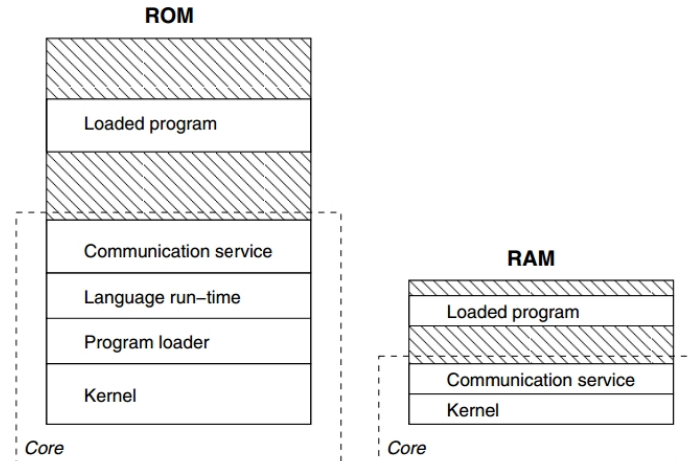 ROM
Loaded program
Communication service
Language run−time
Program loader
Kernel
Core
RAM
Loaded program
Communication service
Kernel
Core